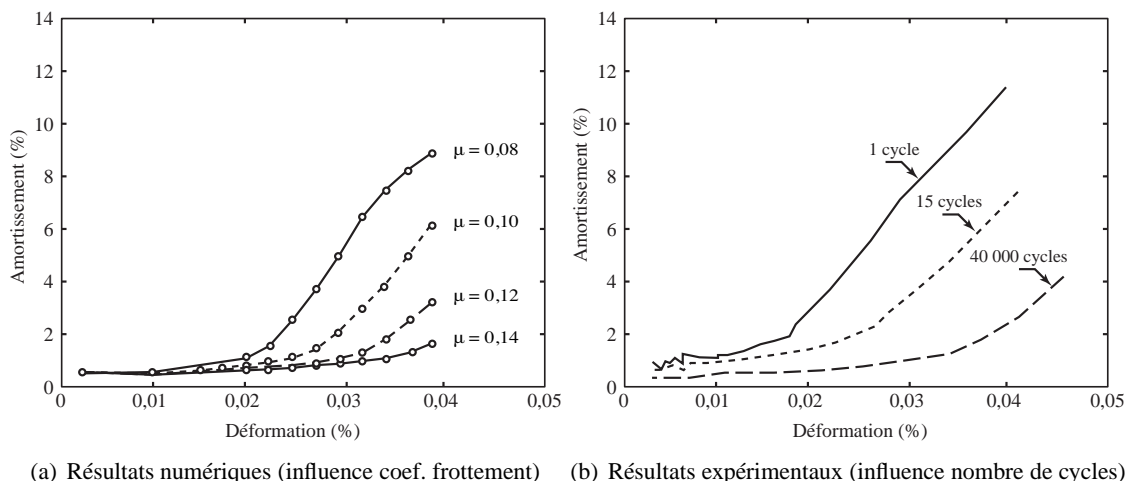 14
12
10
8
6
4
2
0
Amortissement (%)
μ = 0,08
μ = 0,10
μ = 0,12
μ = 0,14
0 0,01 0,02 0,03 0,04 0,05
Déformation (%)
(a) Résultats numériques (influence coef. frottement)
14
12
10
8
6
4
2
0
Amortissement (%)
1 cycle
15 cycles
40 000 cycles
0 0,01 0,02 0,03 0,04 0,05
Déformation (%)
(b) Résultats expérimentaux (influence nombre de cycles)